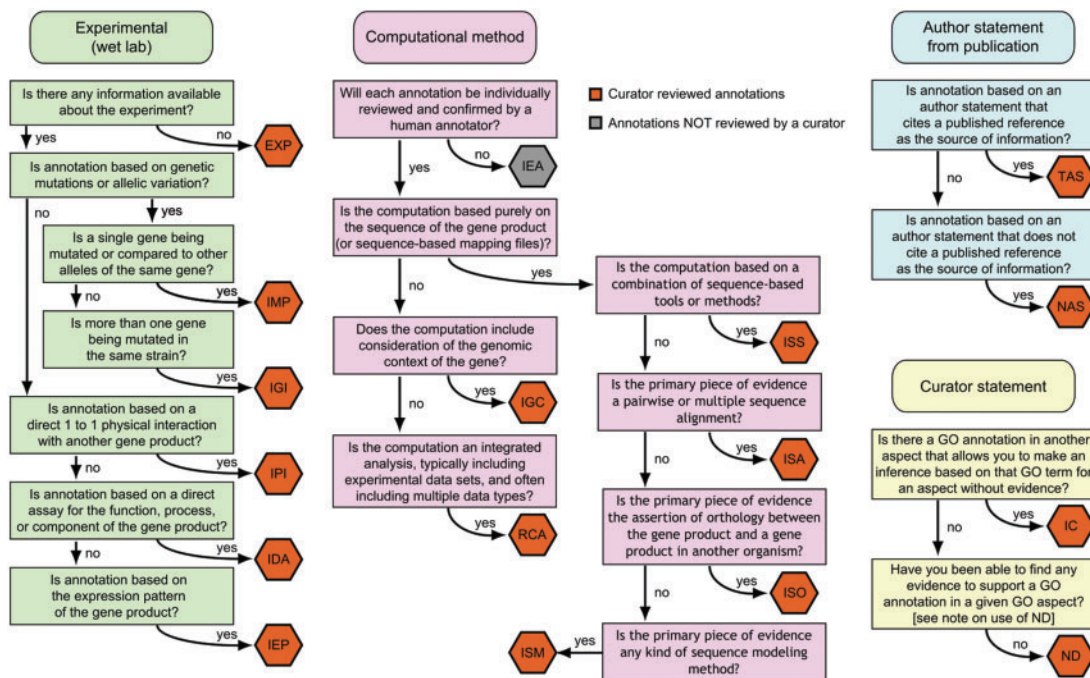 Experimental
(wet lab)
Is there any information available
about the experiment?
yes
no
EXP
Is annotation based on genetic
mutations or allelic variation?
no
yes
Is a single gene being
mutated or compared to other
alleles of the same gene?
no
yes
IMP
Is more than one gene
being mutated in
the same strain?
yes
IGI
Is annotation based on a
direct 1 to 1 physical interaction
with another gene product?
no
yes
IPI
Is annotation based on a direct
assay for the function, process,
or component of the gene product?
no
yes
IDA
Is annotation based on
the expression pattern
of the gene product?
yes
IEP
Computational method
Will each annotation be individually
reviewed and confirmed by a
human annotator?
yes
no
IEA
Is the computation based purely on
the sequence of the gene product
(or sequence-based mapping files)?
no
yes
Does the computation include
consideration of the genomic
context of the gene?
no
yes
IGC
Is the computation an integrated
analysis, typically including
experimental data sets, and often
including multiple data types?
yes
RCA
Curator reviewed annotations
Annotations NOT reviewed by a curator
Is the computation based on a
combination of sequence-based
tools or methods?
no
yes
ISS
Is the primary piece of evidence
a pairwise or multiple sequence
alignment?
no
yes
ISA
Is the primary piece of evidence
the assertion of orthology between
the gene product and a gene
product in another organism?
no
yes
ISO
Is the primary piece of evidence
any kind of sequence modeling
method?
yes
ISM
Author statement
from publication
Is annotation based on an
author statement that
cites a published reference
as the source of information?
no
yes
TAS
Is annotation based on an
author statement that does not
cite a published reference
as the source of information?
yes
NAS
Curator statement
Is there a GO annotation in another
aspect that allows you to make an
inference based on that GO term for
an aspect without evidence?
no
yes
IC
Have you been able to find any
evidence to support a GO
annotation in a given GO aspect?
[see note on use of ND]
no
ND